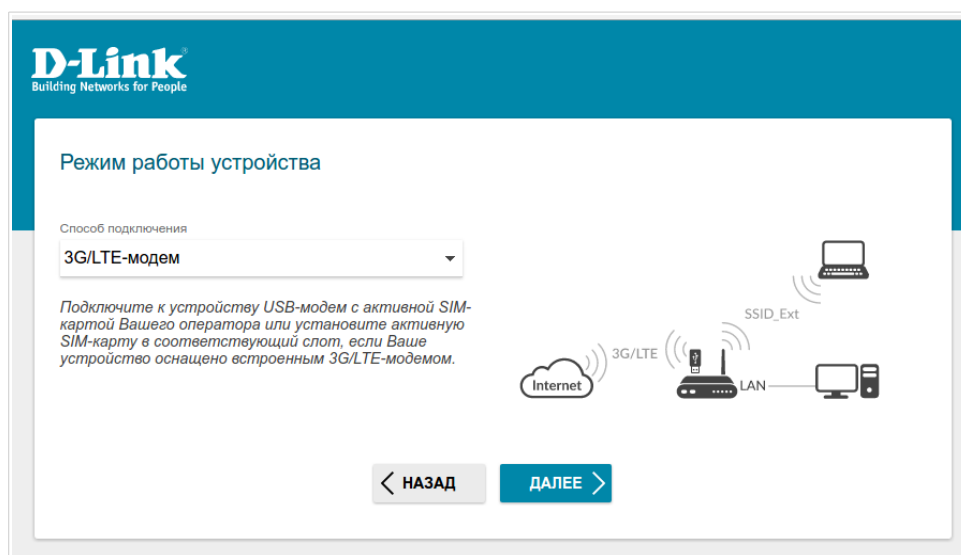 D-Link
Building Networks for People
Режим работы устройства
Способ подключения
3G/LTE-модем
Подключите к устройству USB-модем с активной SIM-
картой Вашего оператора или установите активную
SIM-карту в соответствующий слот, если Ваше
устройство оснащено встроенным 3G/LTE-модемом.
SSID_Ext
3G/LTE
Internet
LAN
НАЗАД
ДАЛЕЕ